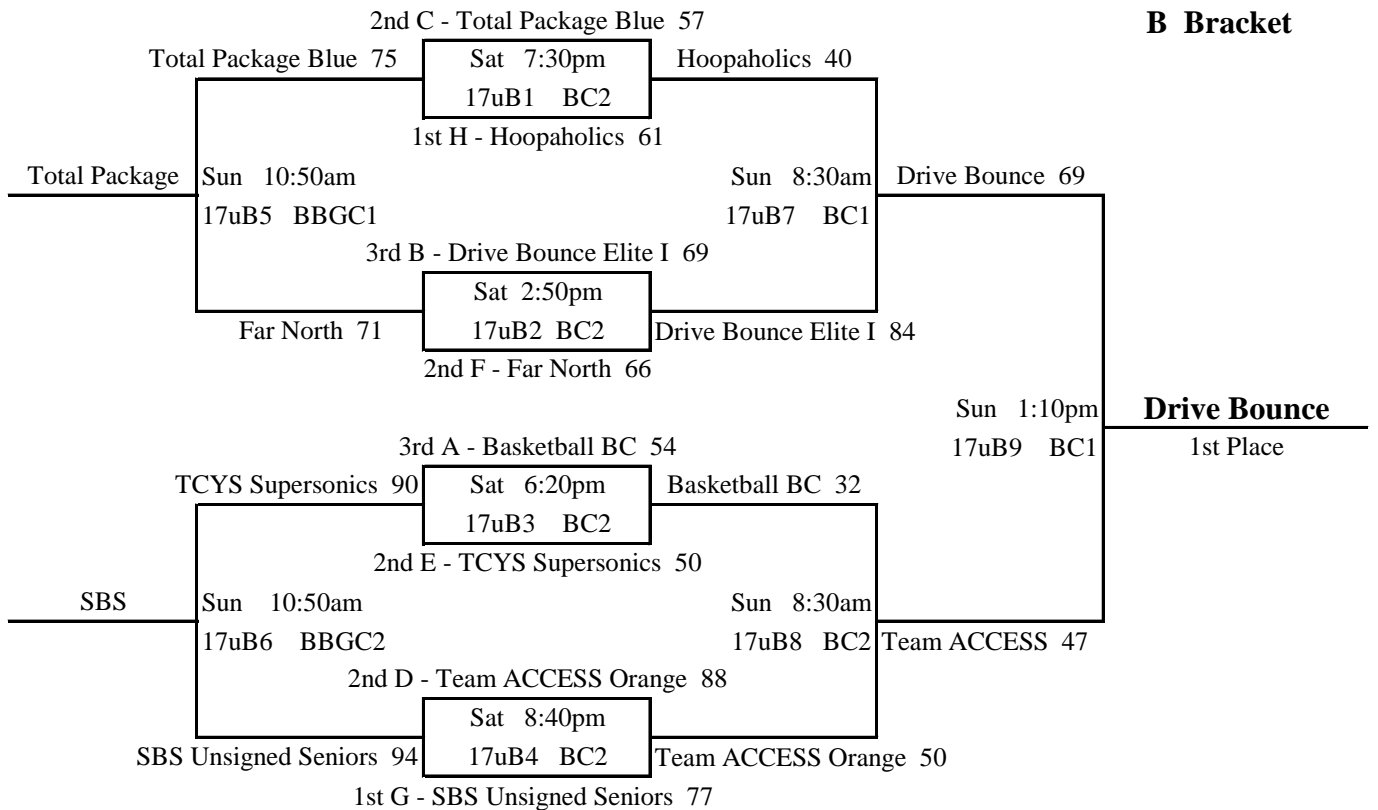 2nd C - Total Package Blue 57
B Bracket
Total Package Blue 75
Sat 7:30pm
Hoopaholics 40
17uB1 BC2
1st H - Hoopaholics 61
Total Package
Sun 10:50am
Sun 8:30am
Drive Bounce 69
17uB5 BBGC1
17uB7 BC1
3rd B - Drive Bounce Elite I 69
Sat 2:50pm
Far North 71
17uB2 BC2
Drive Bounce Elite I 84
2nd F - Far North 66
Sun 1:10pm
Drive Bounce
17uB9 BC1
1st Place
3rd A - Basketball BC 54
TCYS Supersonics 90
Sat 6:20pm
Basketball BC 32
17uB3 BC2
2nd E - TCYS Supersonics 50
SBS
Sun 10:50am
Sun 8:30am
17uB6 BBGC2
17uB8 BC2
Team ACCESS 47
2nd D - Team ACCESS Orange 88
Sat 8:40pm
SBS Unsigned Seniors 94
17uB4 BC2
Team ACCESS Orange 50
1st G - SBS Unsigned Seniors 77